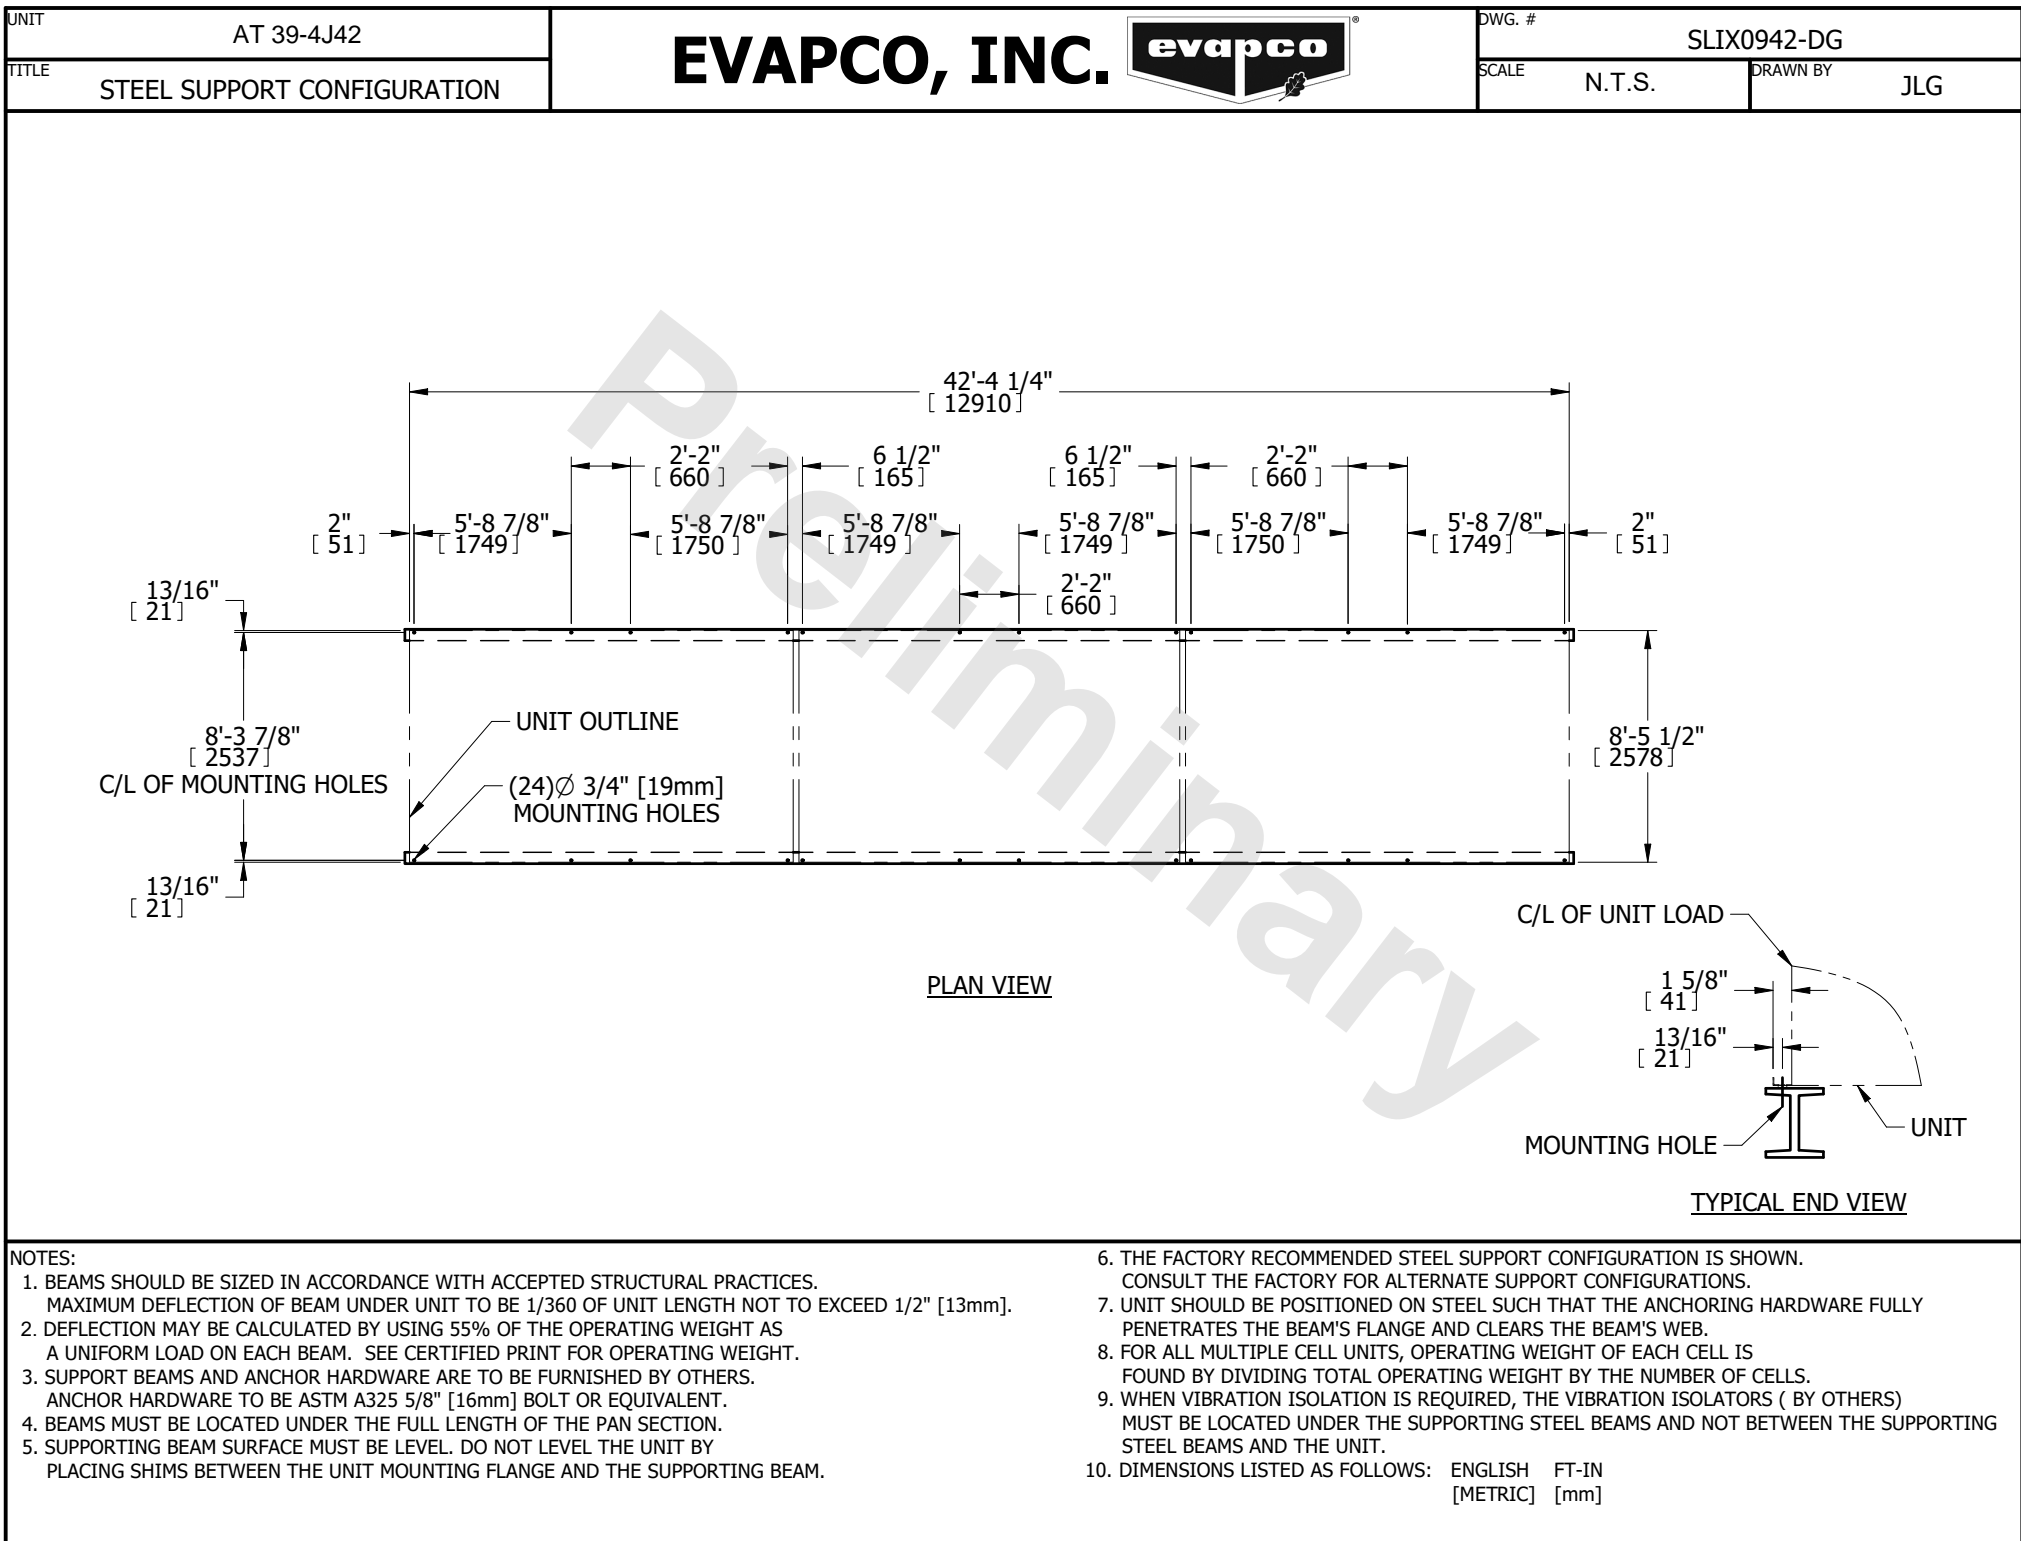 UNIT
AT 39-4J42
TITLE
STEEL SUPPORT CONFIGURATION
EVAPCO, INC.
evapco
®
DWG. #
SLIX0942-DG
SCALE
N.T.S.
DRAWN BY
JLG
Preliminary
42'-4 1/4"
[ 12910 ]
2'-2"
[ 660 ]
6 1/2"
[ 165 ]
6 1/2"
[ 165 ]
2'-2"
[ 660 ]
2"
[ 51 ]
5'-8 7/8"
[ 1749 ]
5'-8 7/8"
[ 1750 ]
5'-8 7/8"
[ 1749 ]
5'-8 7/8"
[ 1749 ]
5'-8 7/8"
[ 1750 ]
5'-8 7/8"
[ 1749 ]
2"
[ 51 ]
2'-2"
[ 660 ]
13/16"
[ 21 ]
8'-3 7/8"
[ 2537 ]
C/L OF MOUNTING HOLES
UNIT OUTLINE
(24)∅ 3/4" [19mm]
MOUNTING HOLES
8'-5 1/2"
[ 2578 ]
13/16"
[ 21 ]
PLAN VIEW
C/L OF UNIT LOAD
1 5/8"
[ 41 ]
13/16"
[ 21 ]
UNIT
MOUNTING HOLE
TYPICAL END VIEW
NOTES:
1. BEAMS SHOULD BE SIZED IN ACCORDANCE WITH ACCEPTED STRUCTURAL PRACTICES.
MAXIMUM DEFLECTION OF BEAM UNDER UNIT TO BE 1/360 OF UNIT LENGTH NOT TO EXCEED 1/2" [13mm].
2. DEFLECTION MAY BE CALCULATED BY USING 55% OF THE OPERATING WEIGHT AS
A UNIFORM LOAD ON EACH BEAM. SEE CERTIFIED PRINT FOR OPERATING WEIGHT.
3. SUPPORT BEAMS AND ANCHOR HARDWARE ARE TO BE FURNISHED BY OTHERS.
ANCHOR HARDWARE TO BE ASTM A325 5/8" [16mm] BOLT OR EQUIVALENT.
4. BEAMS MUST BE LOCATED UNDER THE FULL LENGTH OF THE PAN SECTION.
5. SUPPORTING BEAM SURFACE MUST BE LEVEL. DO NOT LEVEL THE UNIT BY
PLACING SHIMS BETWEEN THE UNIT MOUNTING FLANGE AND THE SUPPORTING BEAM.
6. THE FACTORY RECOMMENDED STEEL SUPPORT CONFIGURATION IS SHOWN.
CONSULT THE FACTORY FOR ALTERNATE SUPPORT CONFIGURATIONS.
7. UNIT SHOULD BE POSITIONED ON STEEL SUCH THAT THE ANCHORING HARDWARE FULLY
PENETRATES THE BEAM'S FLANGE AND CLEARS THE BEAM'S WEB.
8. FOR ALL MULTIPLE CELL UNITS, OPERATING WEIGHT OF EACH CELL IS
FOUND BY DIVIDING TOTAL OPERATING WEIGHT BY THE NUMBER OF CELLS.
9. WHEN VIBRATION ISOLATION IS REQUIRED, THE VIBRATION ISOLATORS ( BY OTHERS)
MUST BE LOCATED UNDER THE SUPPORTING STEEL BEAMS AND NOT BETWEEN THE SUPPORTING
STEEL BEAMS AND THE UNIT.
10. DIMENSIONS LISTED AS FOLLOWS: ENGLISH FT-IN
[METRIC] [mm]